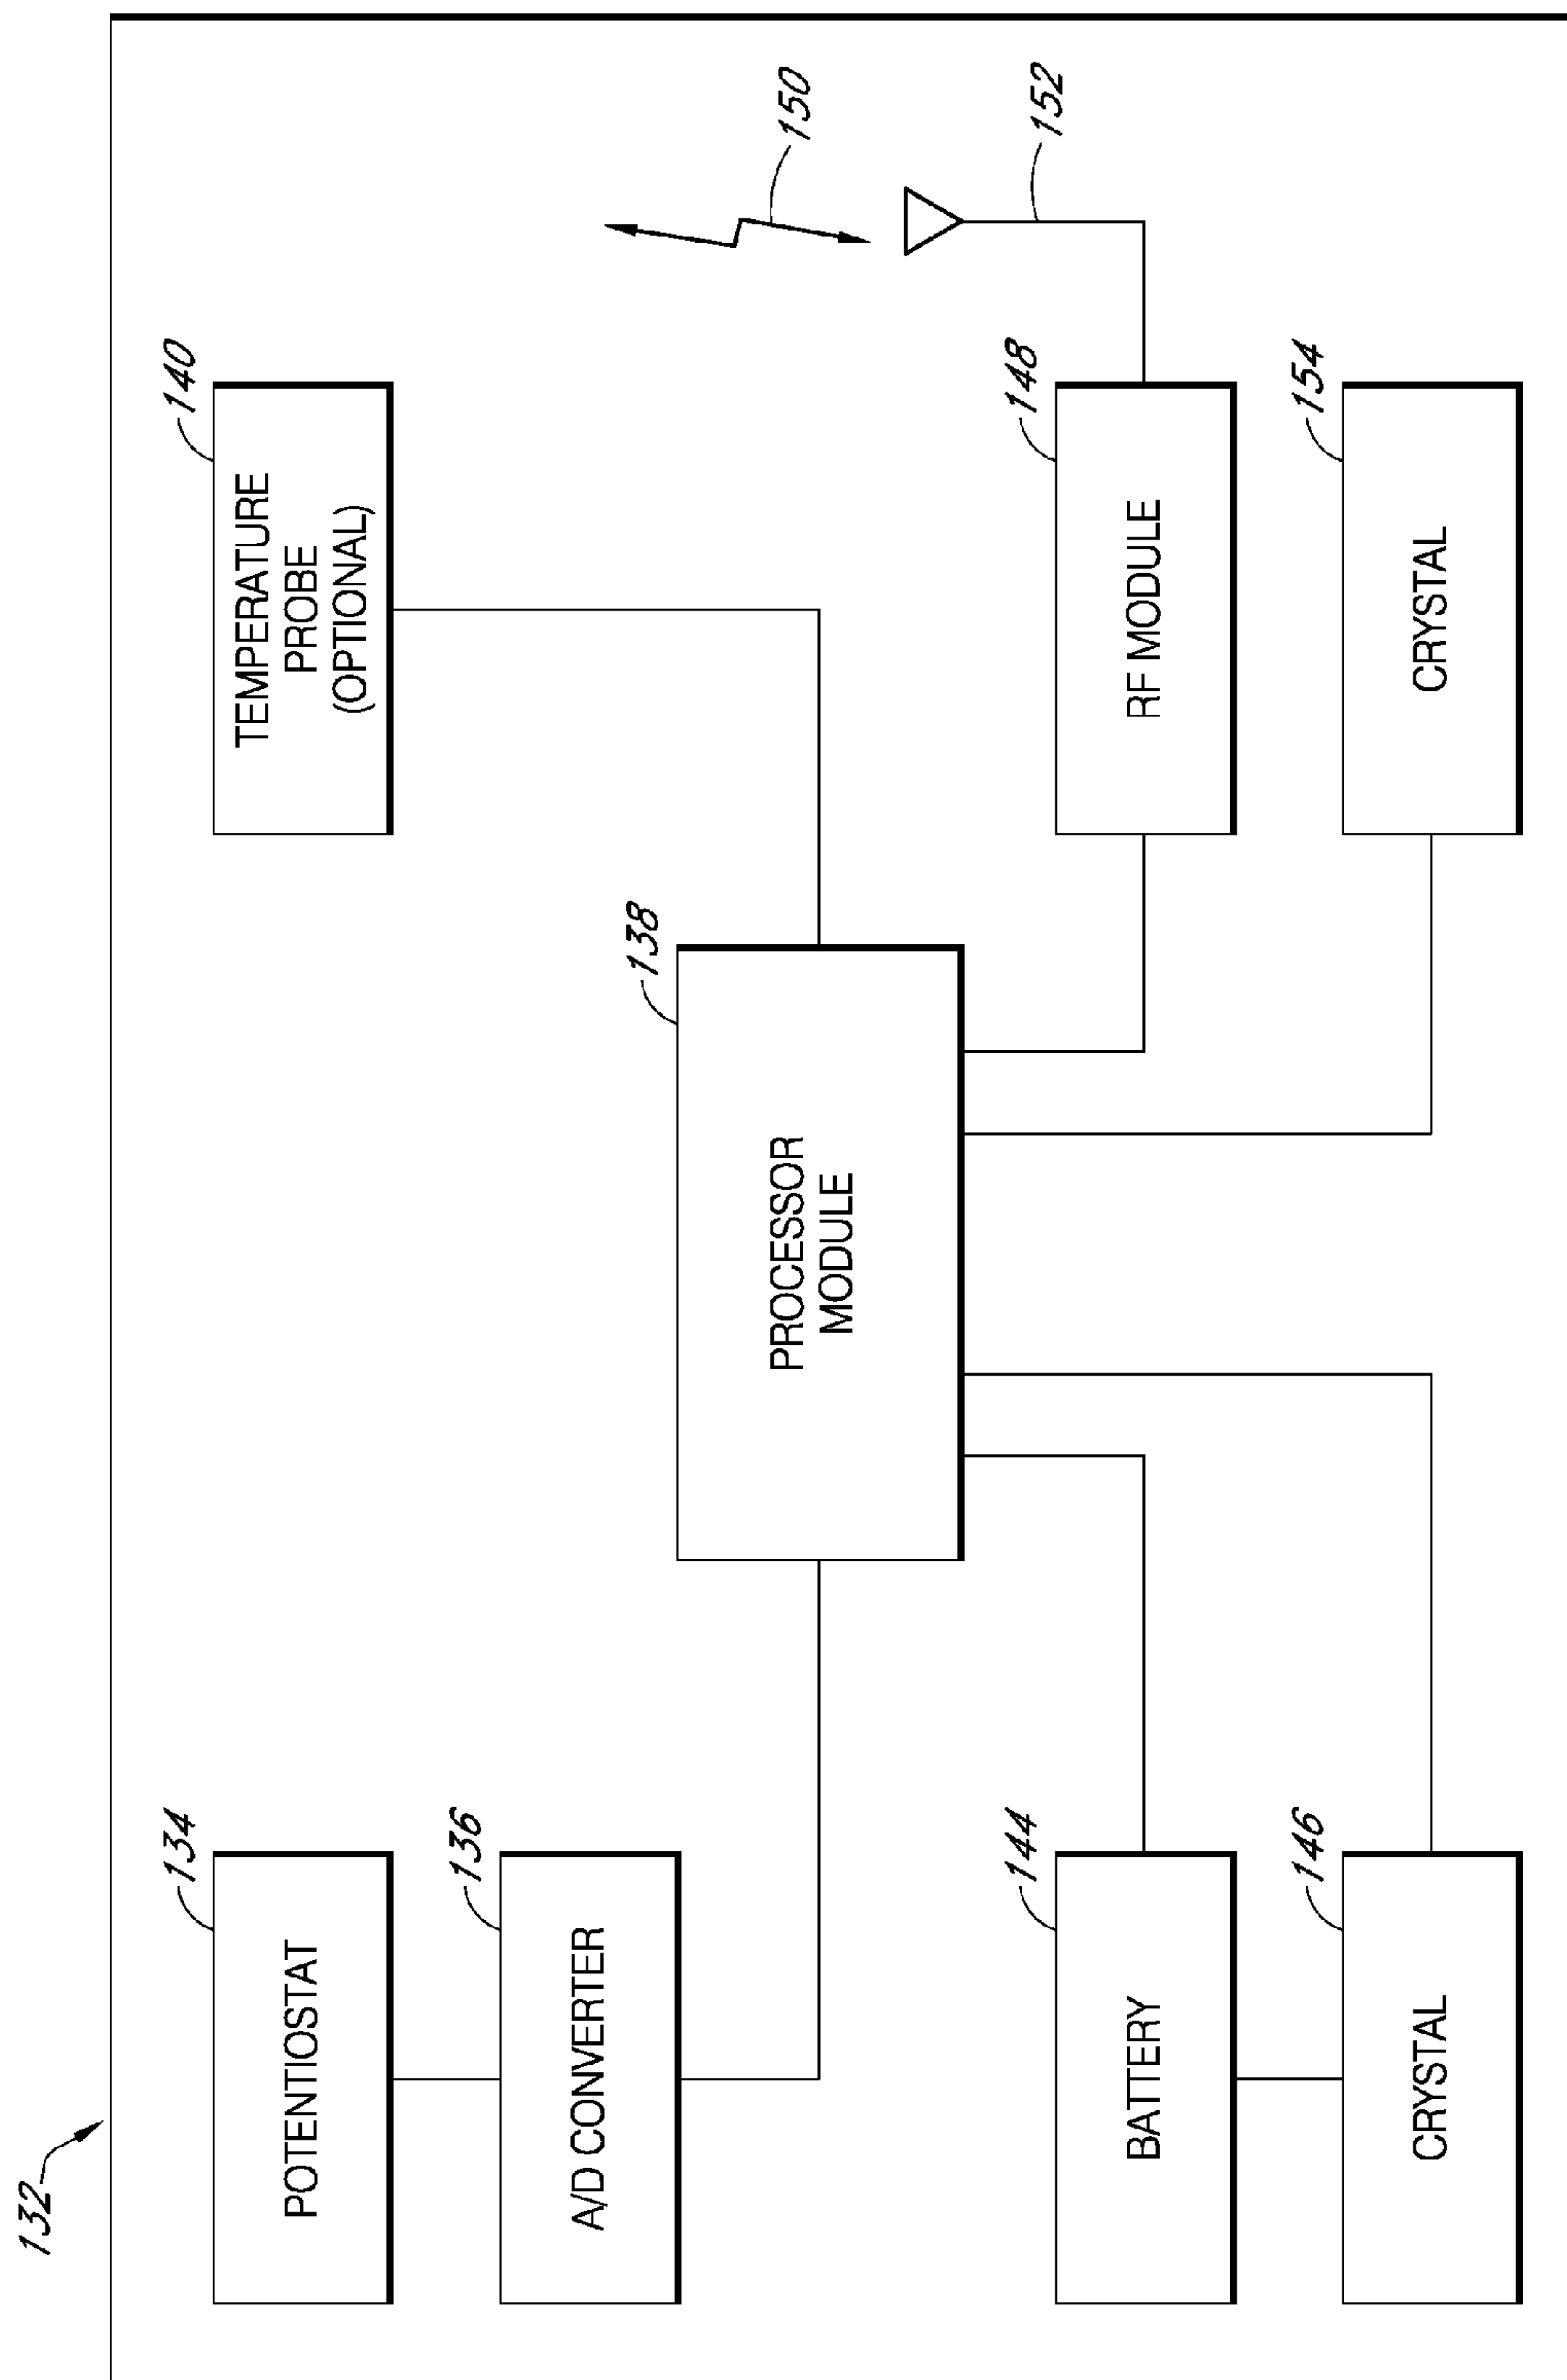 132
134
POTENTIOSTAT
136
A/D CONVERTER
138
PROCESSOR
MODULE
140
TEMPERATURE
PROBE
(OPTIONAL)
150
152
144
BATTERY
146
CRYSTAL
148
RF MODULE
154
CRYSTAL